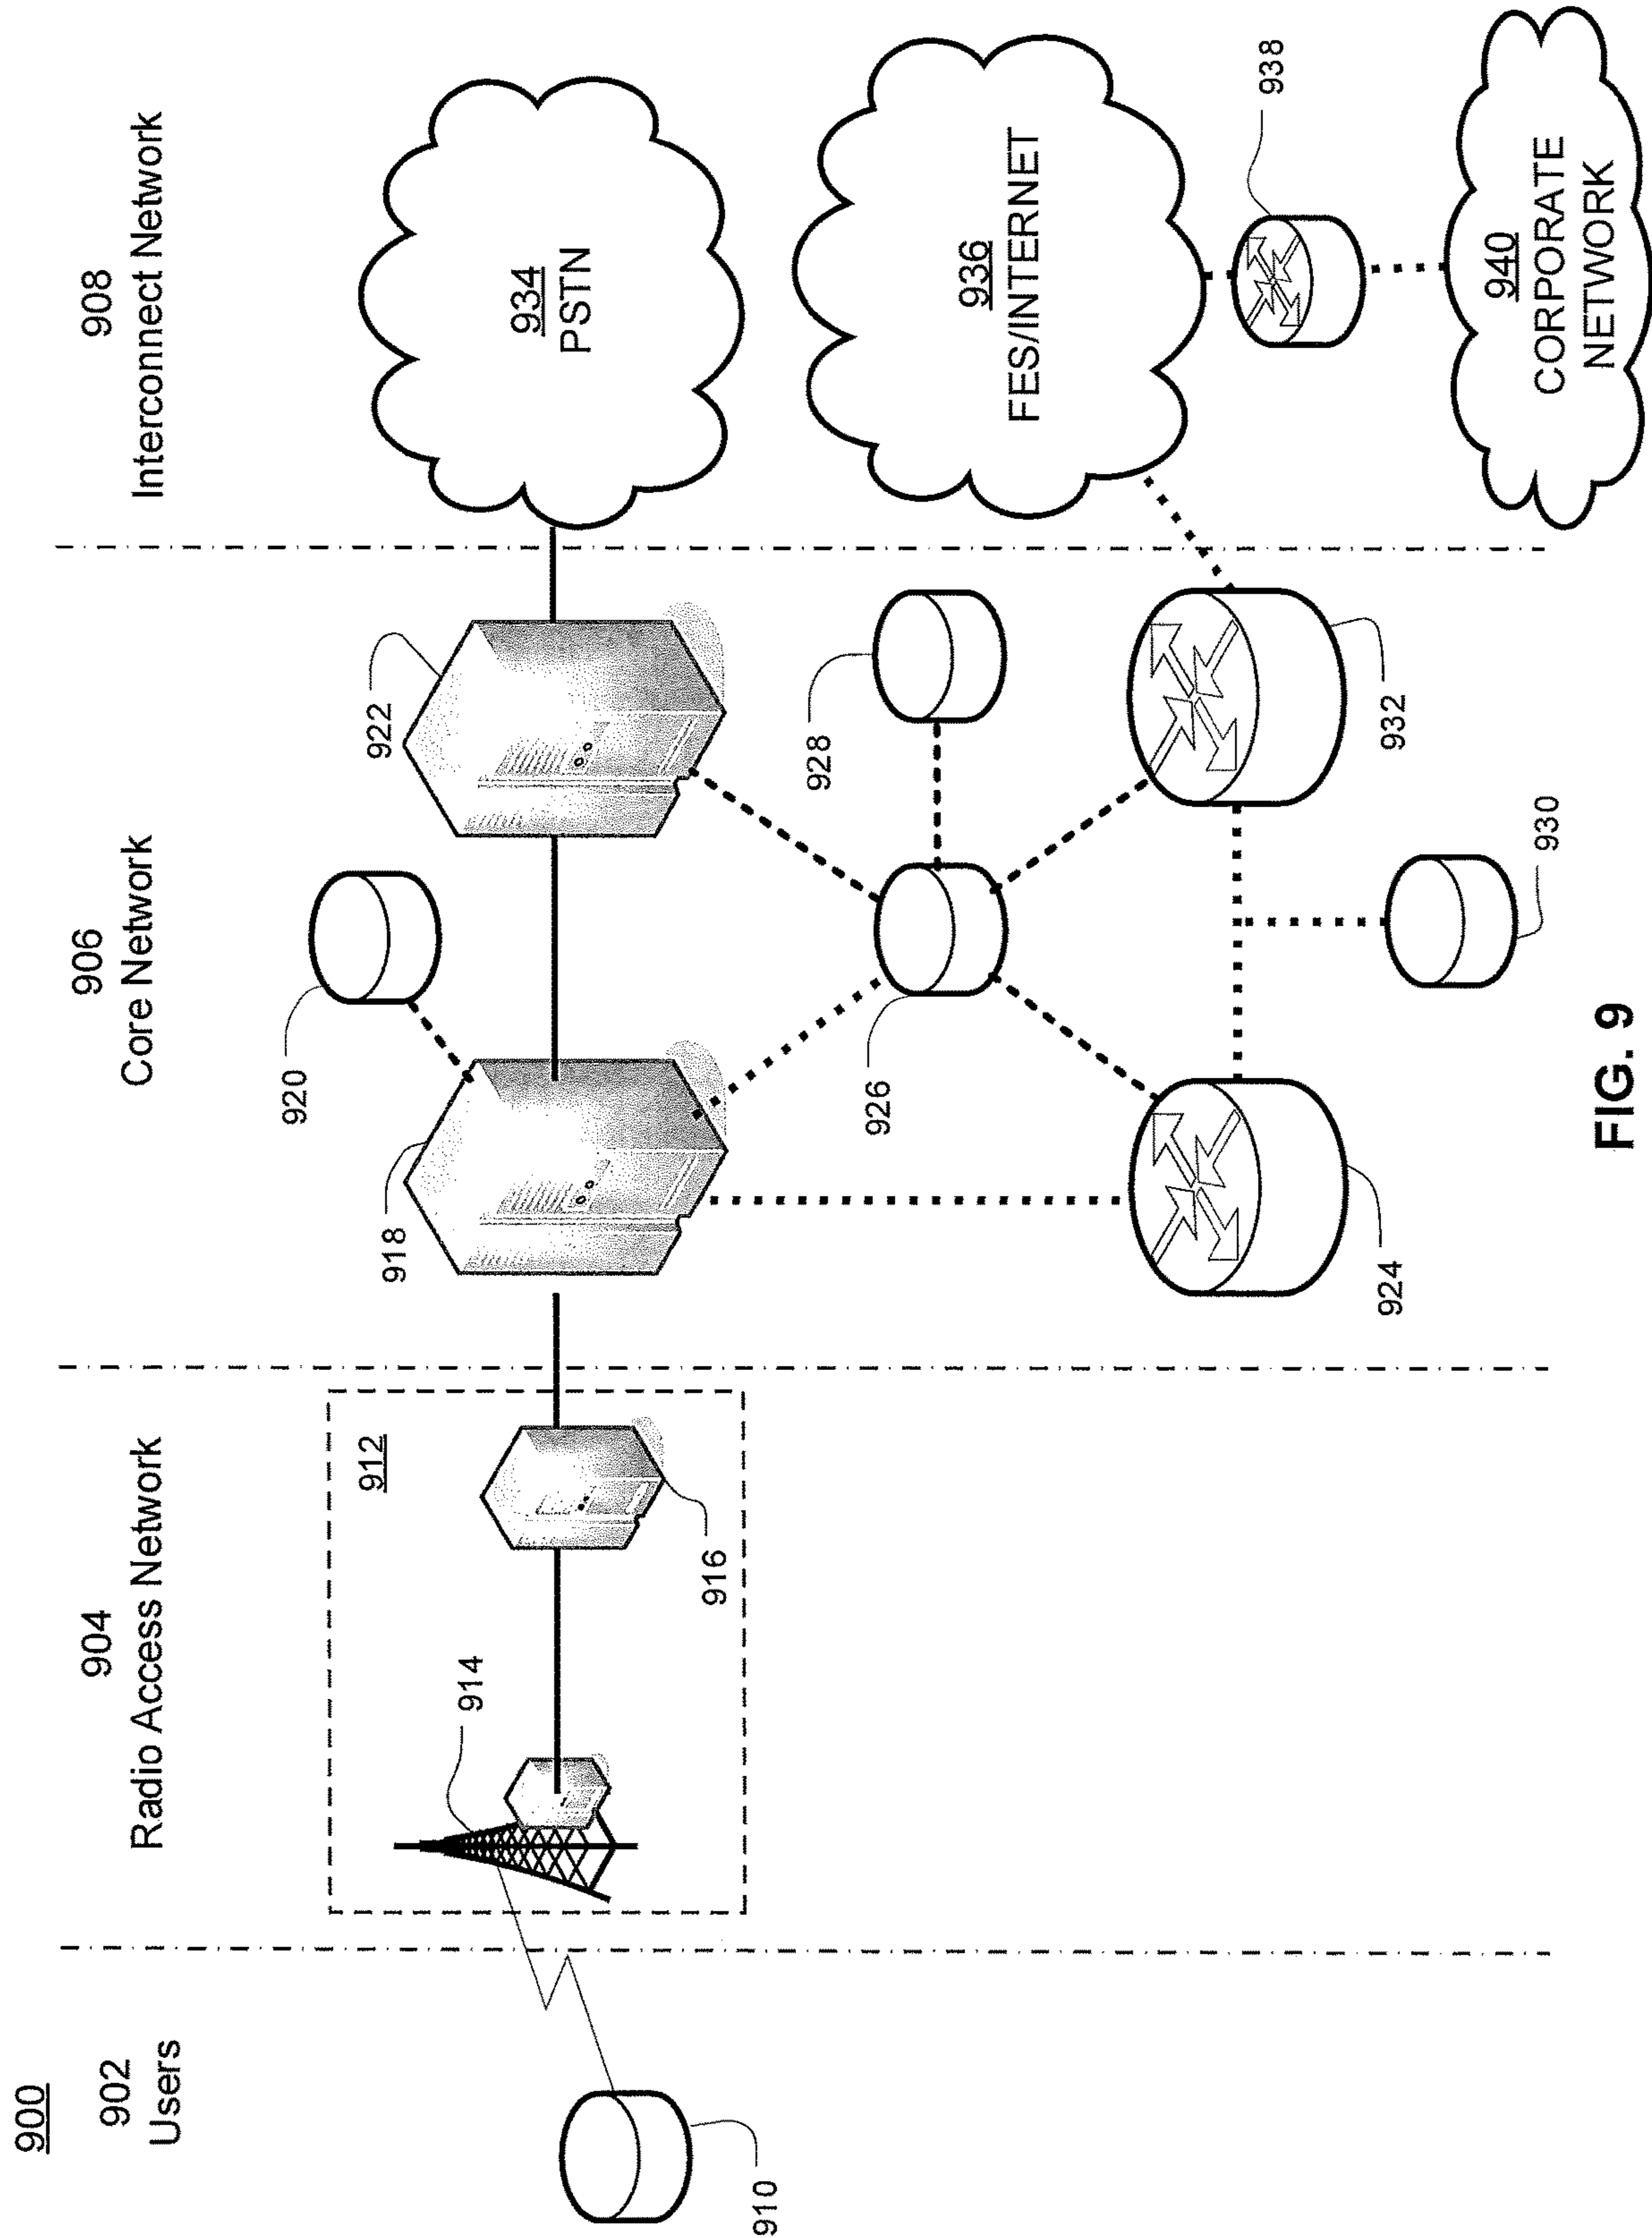 900
902
Users
904
Radio Access Network
906
Core Network
908
Interconnect Network
910
912
914
916
918
920
922
924
926
928
930
932
934
PSTN
936
FES/INTERNET
938
940
CORPORATE
NETWORK
FIG. 9